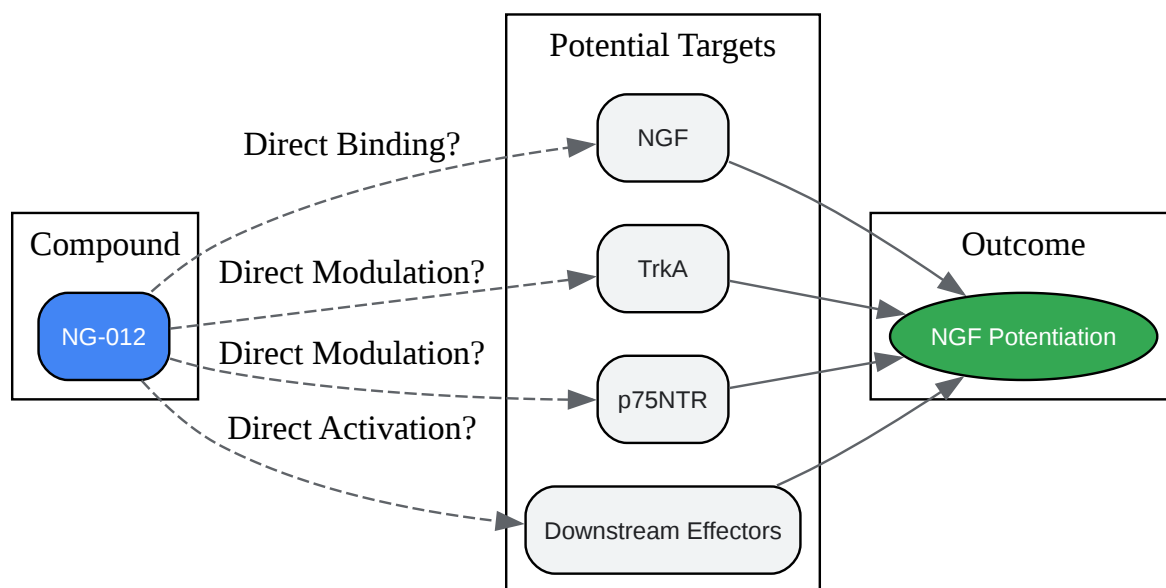 Potential Targets
NGF
Direct Binding?
Compound
Outcome
Direct Modulation?
TrkA
NG-012
NGF Potentiation
Direct Modulation?
p75NTR
Direct Activation?
Downstream Effectors